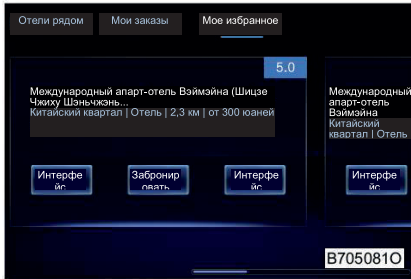 Отели рядом Мои заказы Мое избранное
5.0
Международный апарт-отель Вэймэйна (Шицзе
Чжиху Шэньчжэнь...
Китайский квартал | Отель | 2,3 км | от 300 юаней
Интерфе
йс
Забронир
овать
Интерфе
йс
Международный
апарт-отель
Вэймэйна
Китайский
квартал | Отель
Интерфе
йс
B705081O